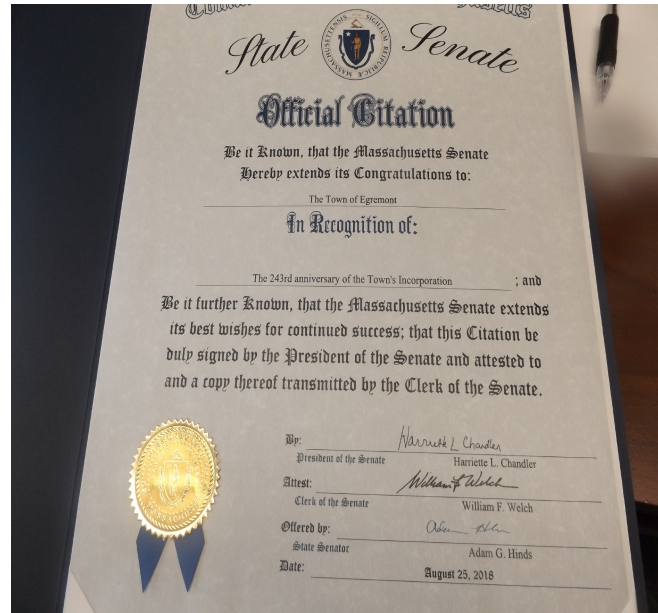 State Senate
Official Citation
Be it Known, that the Massachusetts Senate
Hereby extends its Congratulations to:
The Town of Egremont
In Recognition of:
The 243rd anniversary of the Town's Incorporation ; and
Be it further Known, that the Massachusetts Senate extends
its best wishes for continued success; that this Citation be
duly signed by the President of the Senate and attested to
and a copy thereof transmitted by the Clerk of the Senate.
By: Harriette L Chandler
President of the Senate Harriette L. Chandler
Attest: William F Welch
Clerk of the Senate William F. Welch
Offered by:
State Senator Adam G. Hinds
Date: August 25, 2018